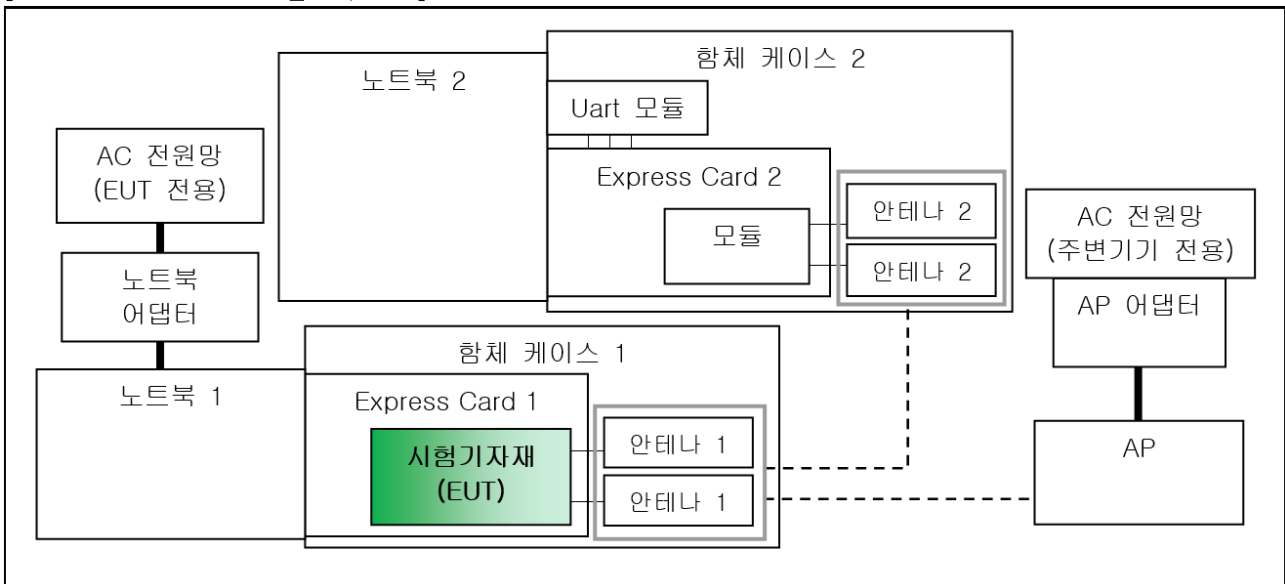 함체 케이스 2
노트북 2
Uart 모듈
AC 전원망
(EUT 전용)
Express Card 2
모듈
안테나 2
안테나 2
AC 전원망
(주변기기 전용)
노트북
어댑터
AP 어댑터
함체 케이스 1
노트북 1
Express Card 1
시험기자재
(EUT)
안테나 1
안테나 1
AP